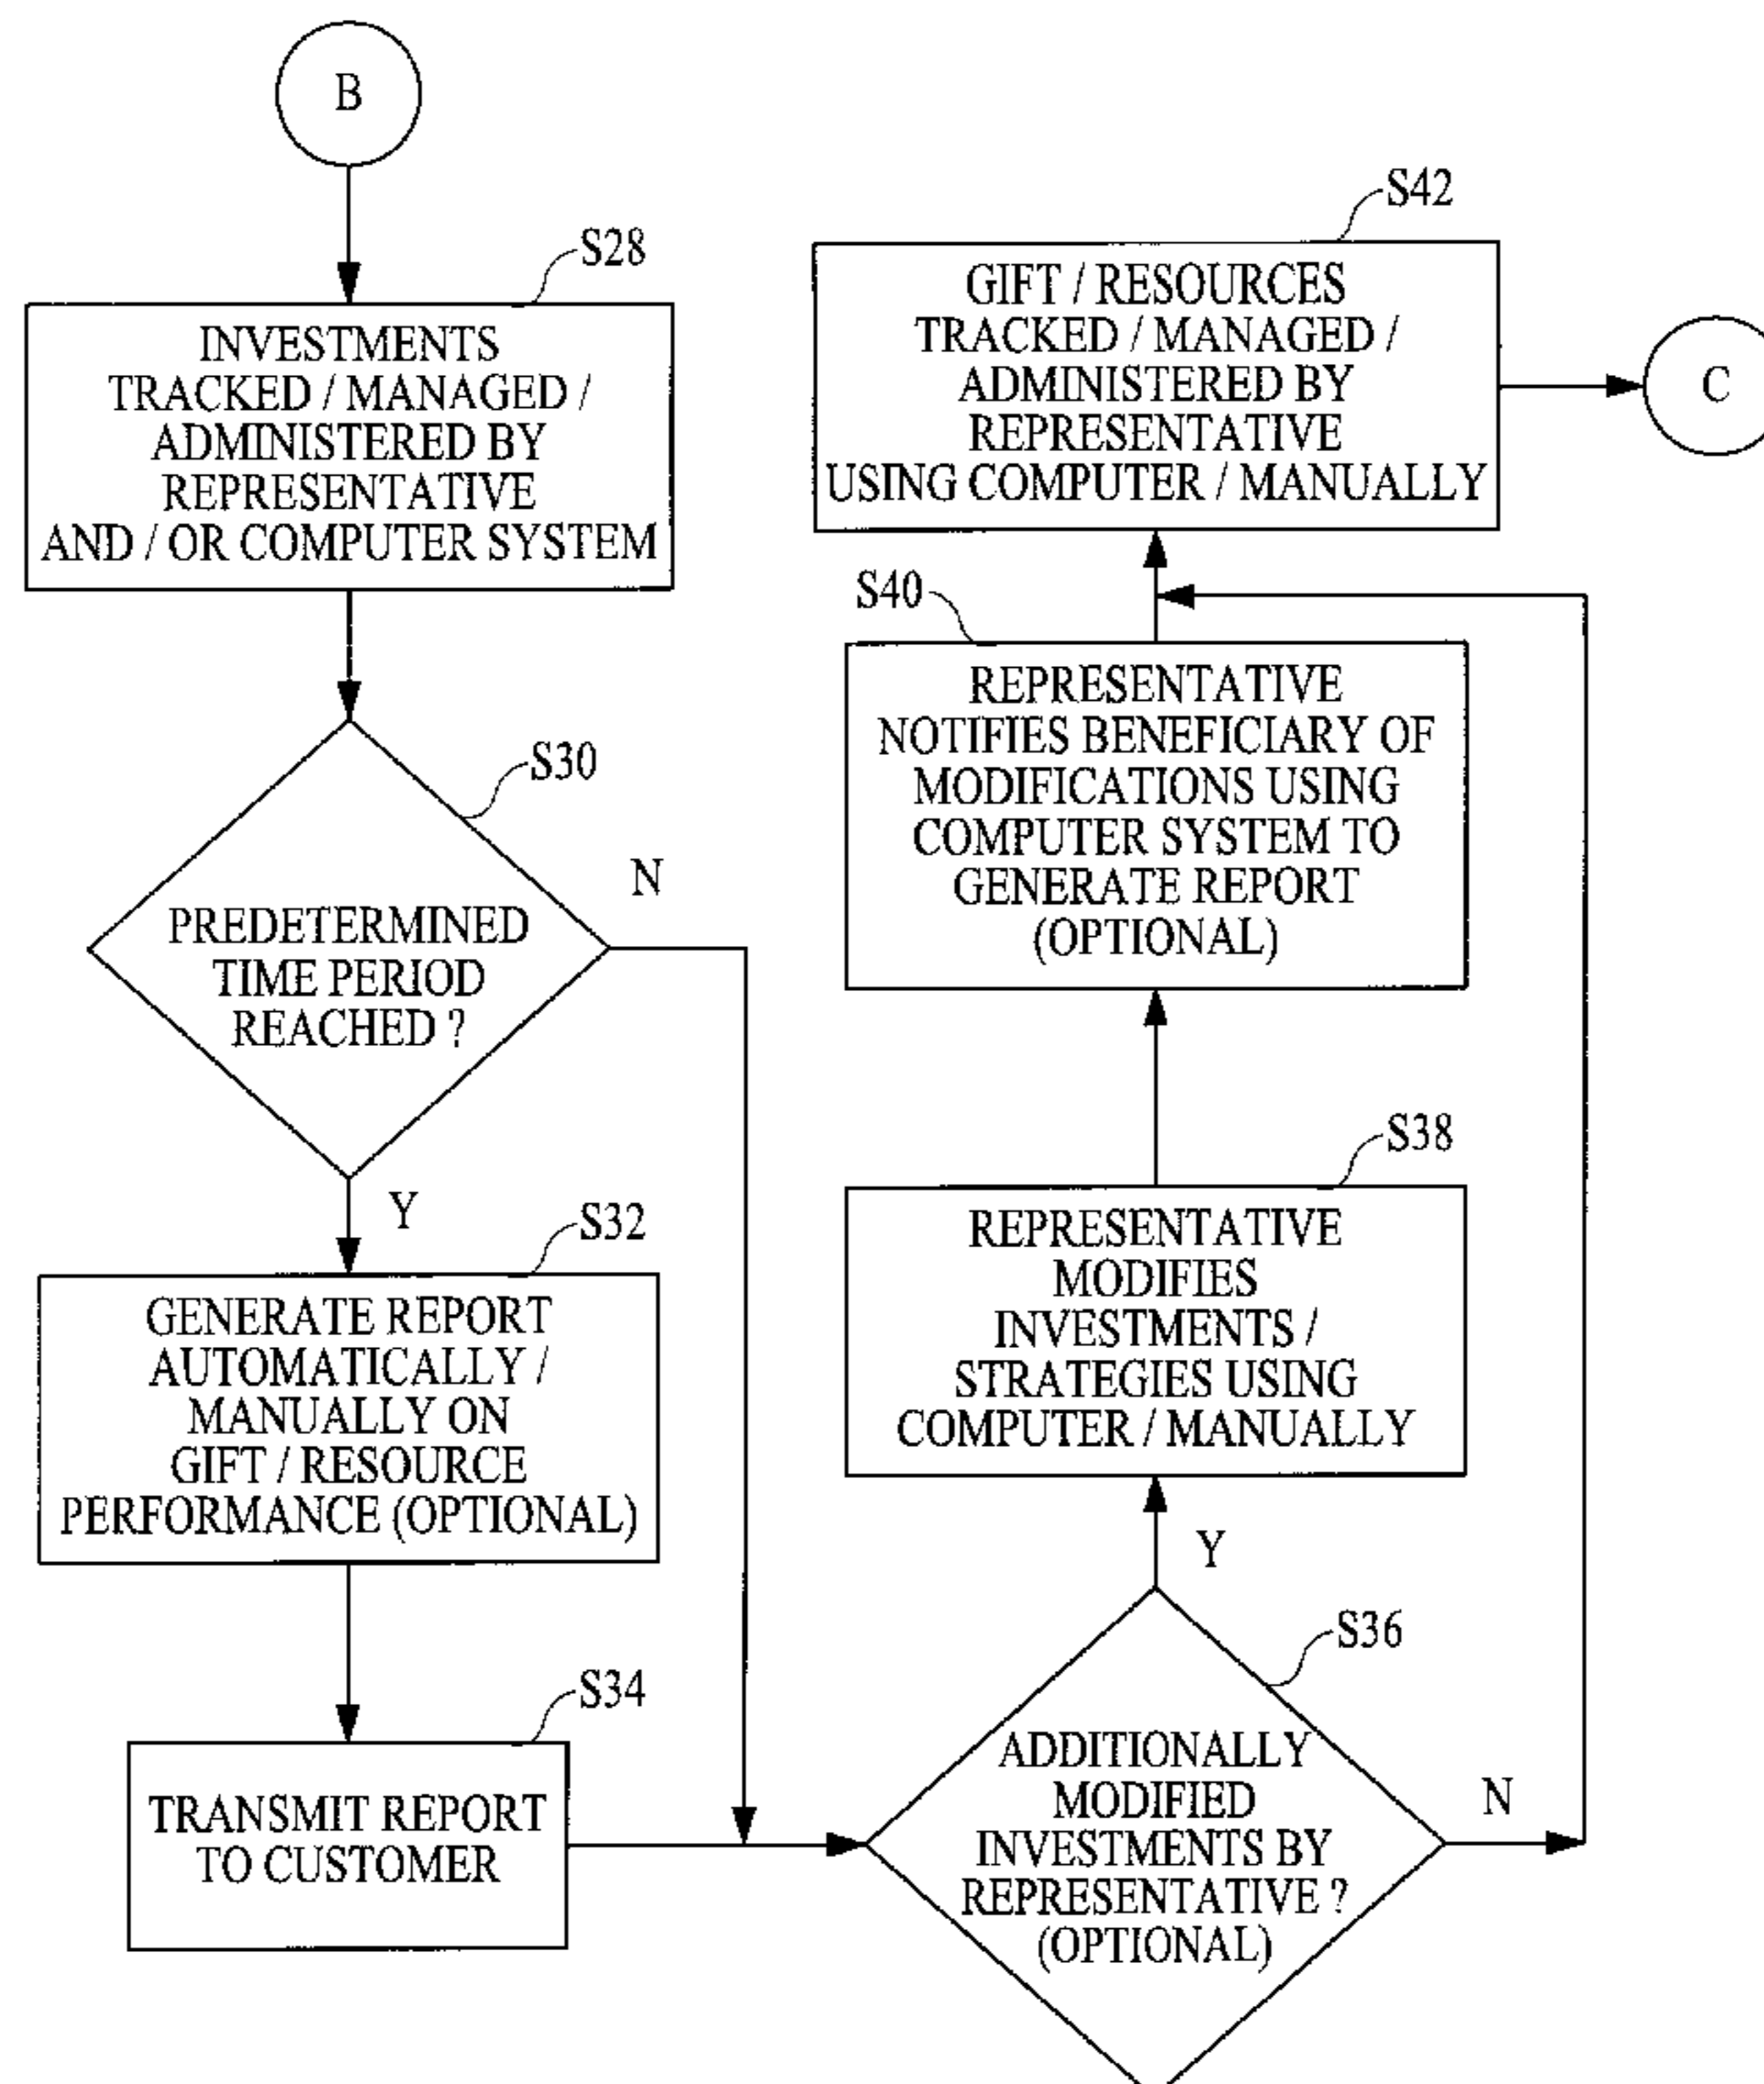 B
S28
INVESTMENTS
TRACKED / MANAGED /
ADMINISTERED BY
REPRESENTATIVE
AND / OR COMPUTER SYSTEM
S30
PREDETERMINED
TIME PERIOD
REACHED ?
N
Y
S32
GENERATE REPORT
AUTOMATICALLY /
MANUALLY ON
GIFT / RESOURCE
PERFORMANCE (OPTIONAL)
S34
TRANSMIT REPORT
TO CUSTOMER
S36
ADDITIONALLY
MODIFIED
INVESTMENTS BY
REPRESENTATIVE ?
(OPTIONAL)
N
Y
S38
REPRESENTATIVE
MODIFIES
INVESTMENTS /
STRATEGIES USING
COMPUTER / MANUALLY
S40
REPRESENTATIVE
NOTIFIES BENEFICIARY OF
MODIFICATIONS USING
COMPUTER SYSTEM TO
GENERATE REPORT
(OPTIONAL)
S42
GIFT / RESOURCES
TRACKED / MANAGED /
ADMINISTERED BY
REPRESENTATIVE
USING COMPUTER / MANUALLY
C